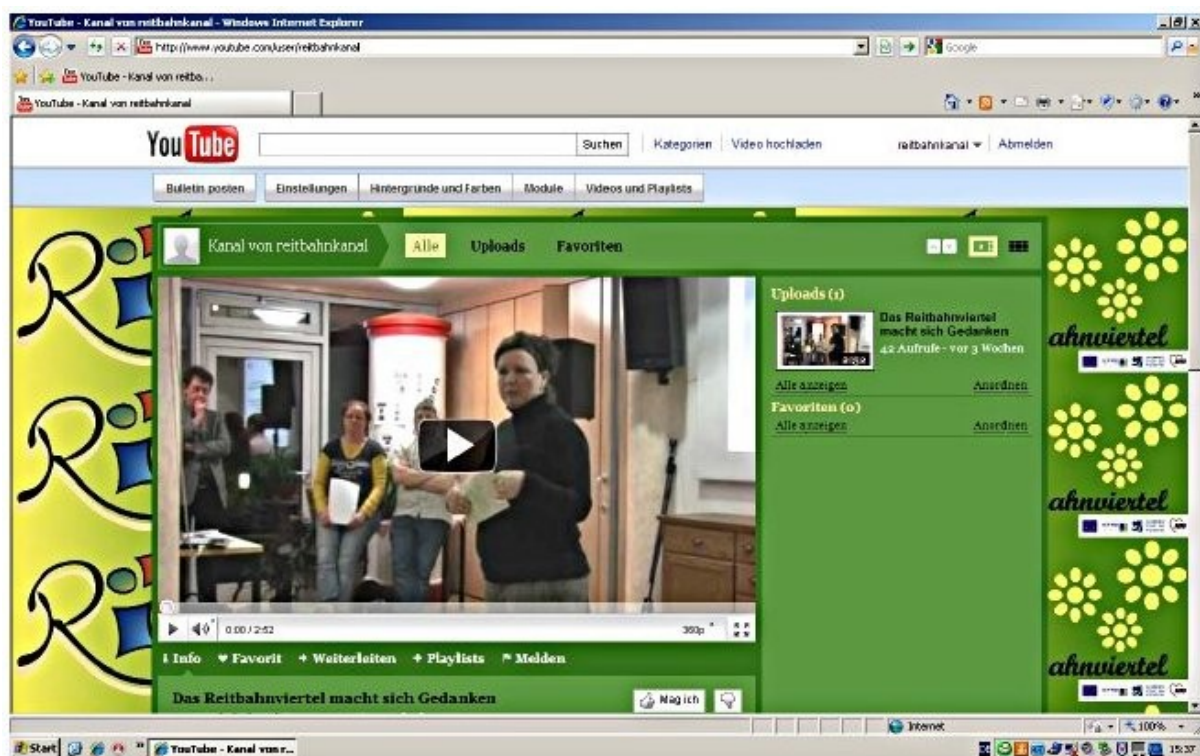 YouTube - Kanal von reitbahnkanal - Windows Internet Explorer
http://www.youtube.com/user/reitbahnkanal
Google
YouTube - Kanal von reitba...
YouTube - Kanal von reitbahnkanal
YouTube
Suchen
Kategorien
Video hochladen
reitbahnkanal
Abmelden
Bulletin posten
Einstellungen
Hintergründe und Farben
Module
Videos und Playlists
Kanal von reitbahnkanal
Alle
Uploads
Favoriten
Uploads (1)
Das Reitbahnviertel
macht sich Gedanken
42 Aufrufe - vor 3 Wochen
Alle anzeigen
Anordnen
Favoriten (0)
Alle anzeigen
Anordnen
ahnviertel
ahnviertel
ahnviertel
0:00 / 2:52
360p
Info
Favorit
Weiterleiten
Playlists
Melden
Das Reitbahnviertel macht sich Gedanken
Mag ich
Internet
100%
Start
YouTube - Kanal von r...
15:37